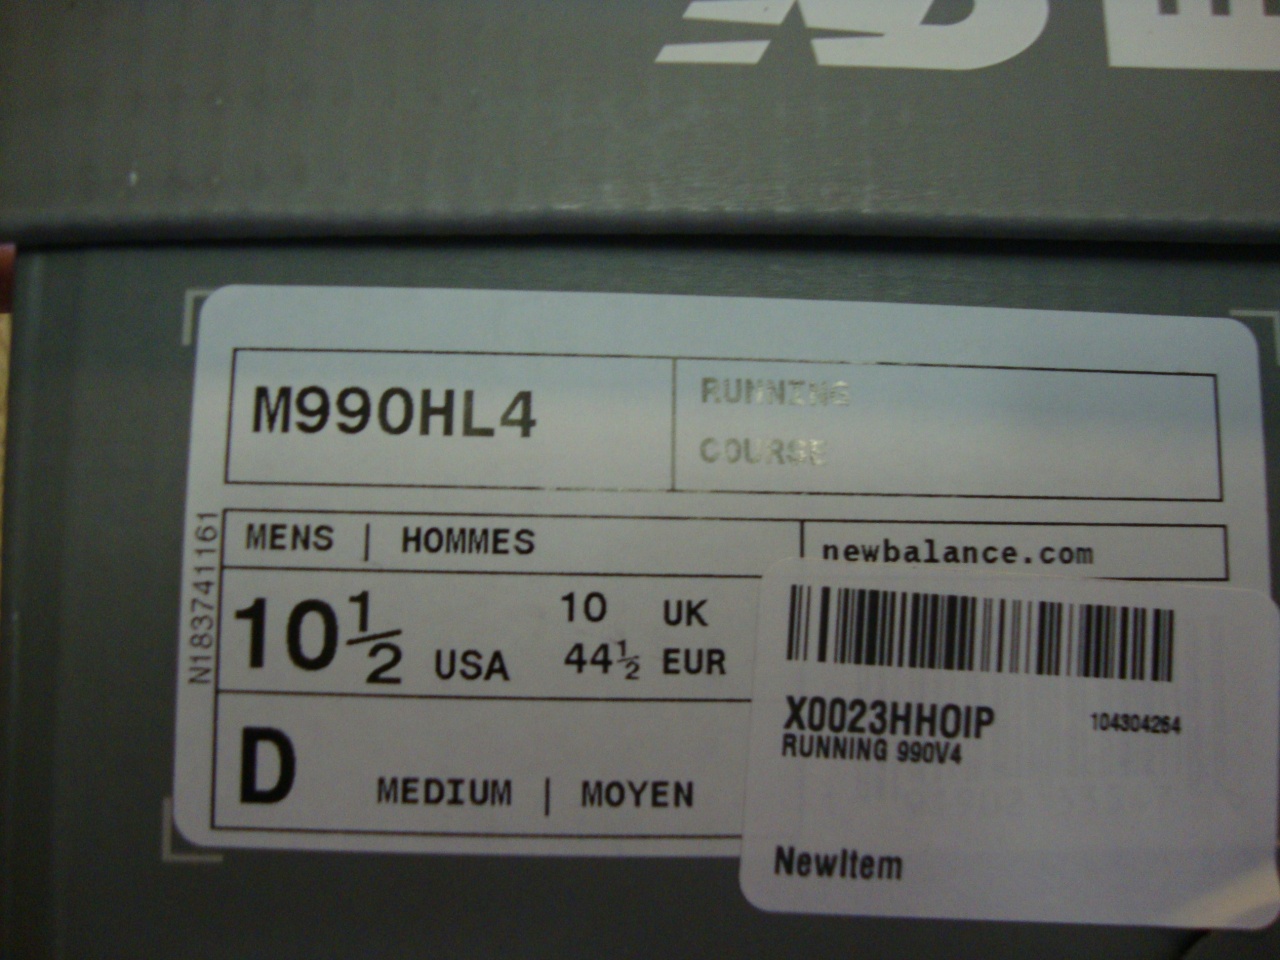 M990HL4
RUNNING
COURSE
MENS | HOMMES
newbalance.com
N183741161
10½ USA
10 UK
44½ EUR
D
MEDIUM | MOYEN
X0023HHOIP
104304264
RUNNING 990V4
NewItem